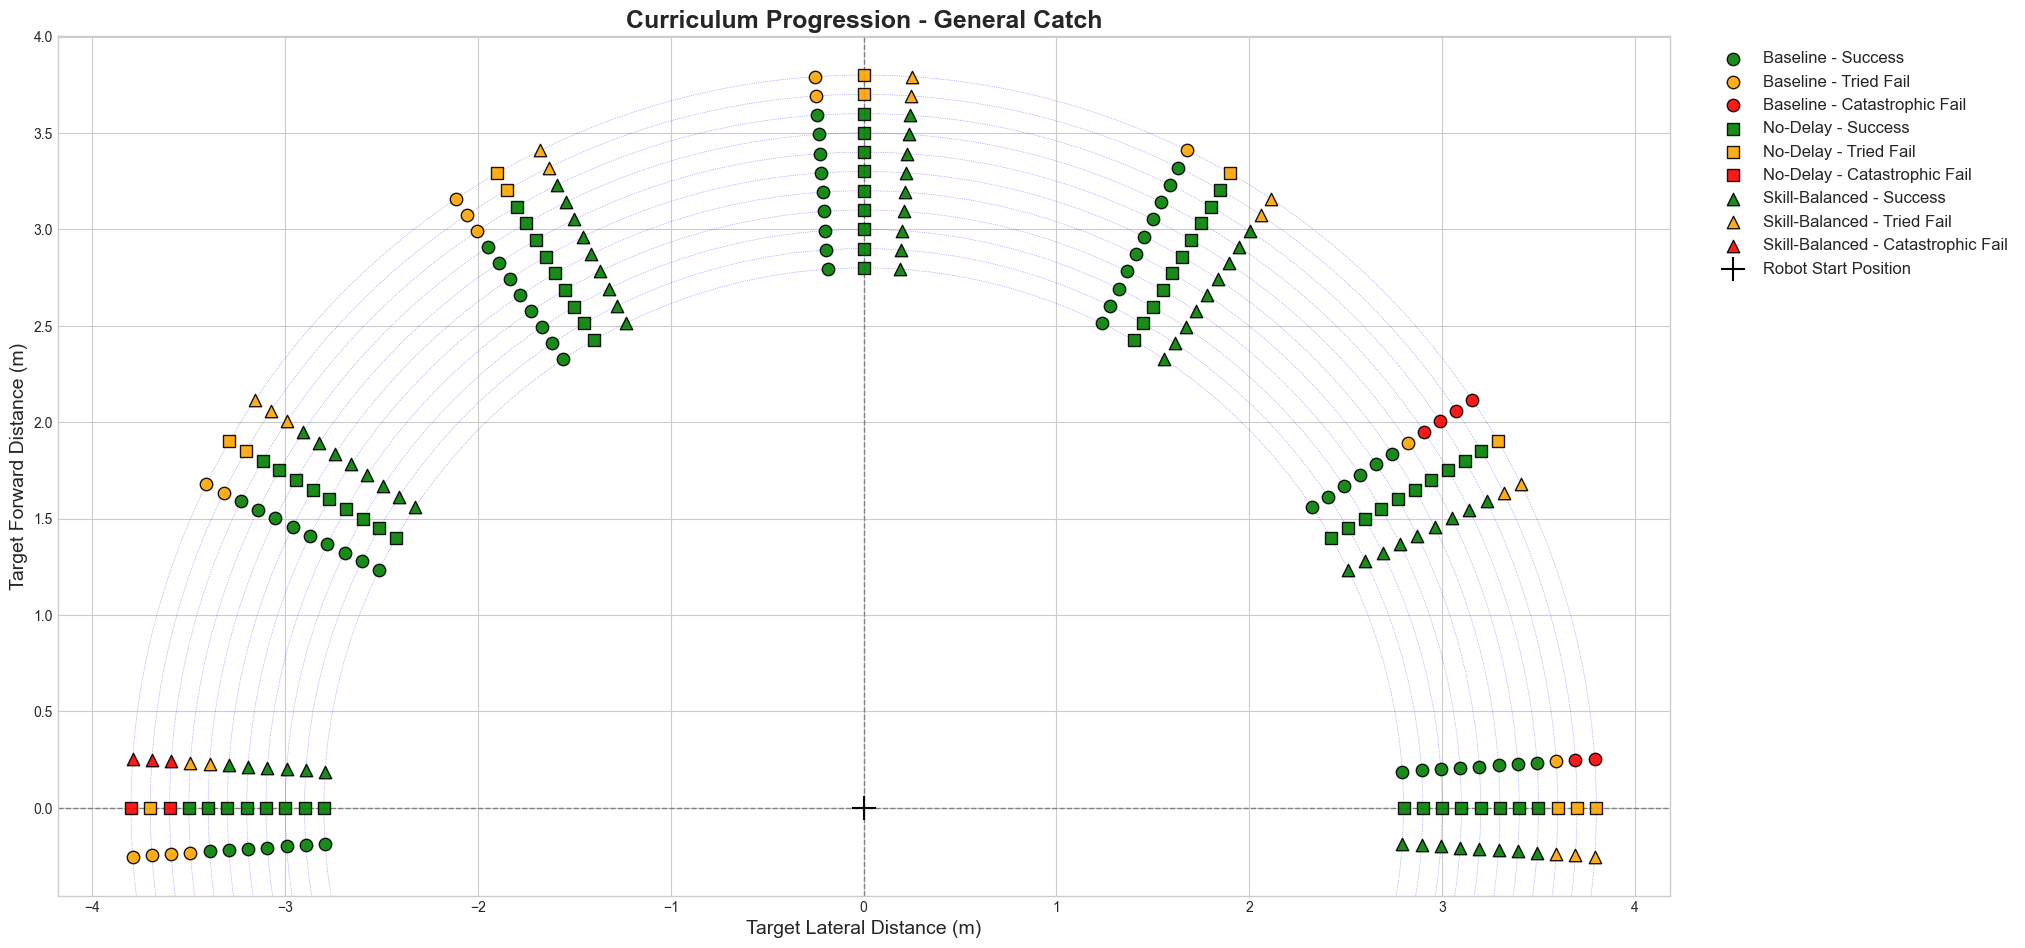 Curriculum Progression - General Catch
4.0
3.5
3.0
2.5
2.0
1.5
1.0
0.5
0.0
Target Forward Distance (m)
−4
−3
−2
−1
0
1
2
3
4
Target Lateral Distance (m)
Baseline - Success
Baseline - Tried Fail
Baseline - Catastrophic Fail
No-Delay - Success
No-Delay - Tried Fail
No-Delay - Catastrophic Fail
Skill-Balanced - Success
Skill-Balanced - Tried Fail
Skill-Balanced - Catastrophic Fail
Robot Start Position